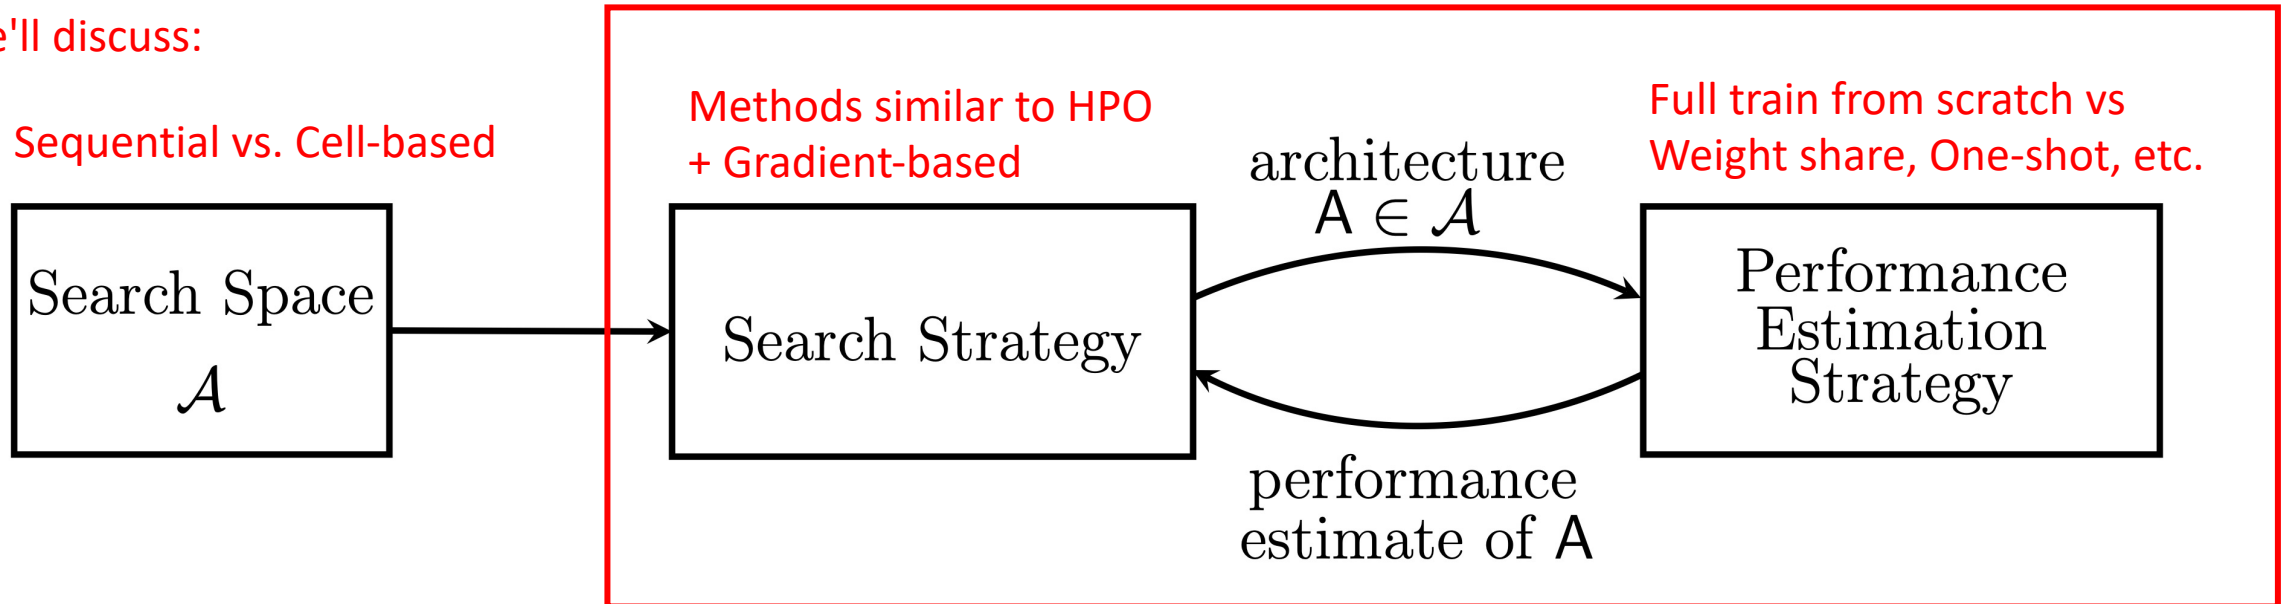 'll discuss:
Sequential vs. Cell-based
Methods similar to HPO
+ Gradient-based
Full train from scratch vs
Weight share, One-shot, etc.
Search Space
𝒜
Search Strategy
architecture
A ∈ 𝒜
performance
estimate of A
Performance
Estimation
Strategy